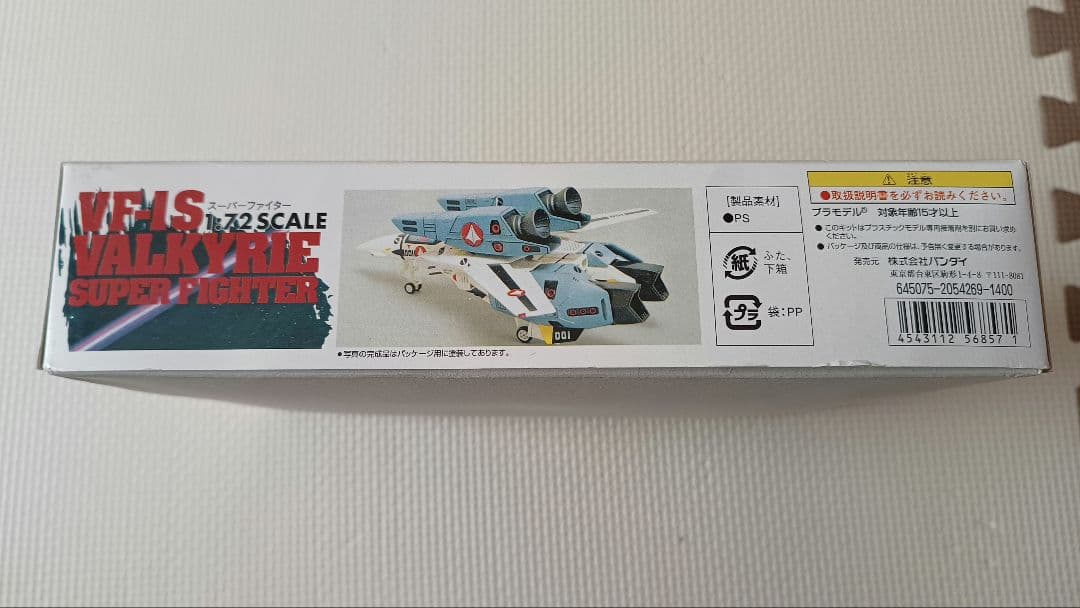 VF-1S
スーパーファイター
1:72 SCALE
VALKYRIE
SUPER FIGHTER
001
001
●写真の完成品はパッケージ用に塗装してあります。
[製品素材]
●PS
紙
ふた、
下箱
プラ
袋:PP
⚠ 注意
●取扱説明書を必ずお読みください。
プラモデル® 対象年齢15才以上
●このキットはプラスチックモデル専用接着剤を別にお買い求め
ください。
●パッケージ及び商品の仕様は、予告無く変更する場合があります。
発売元 株式会社バンダイ
東京都台東区駒形1-4-8 〒111-8081
645075-2054269-1400
4543112 56857 1